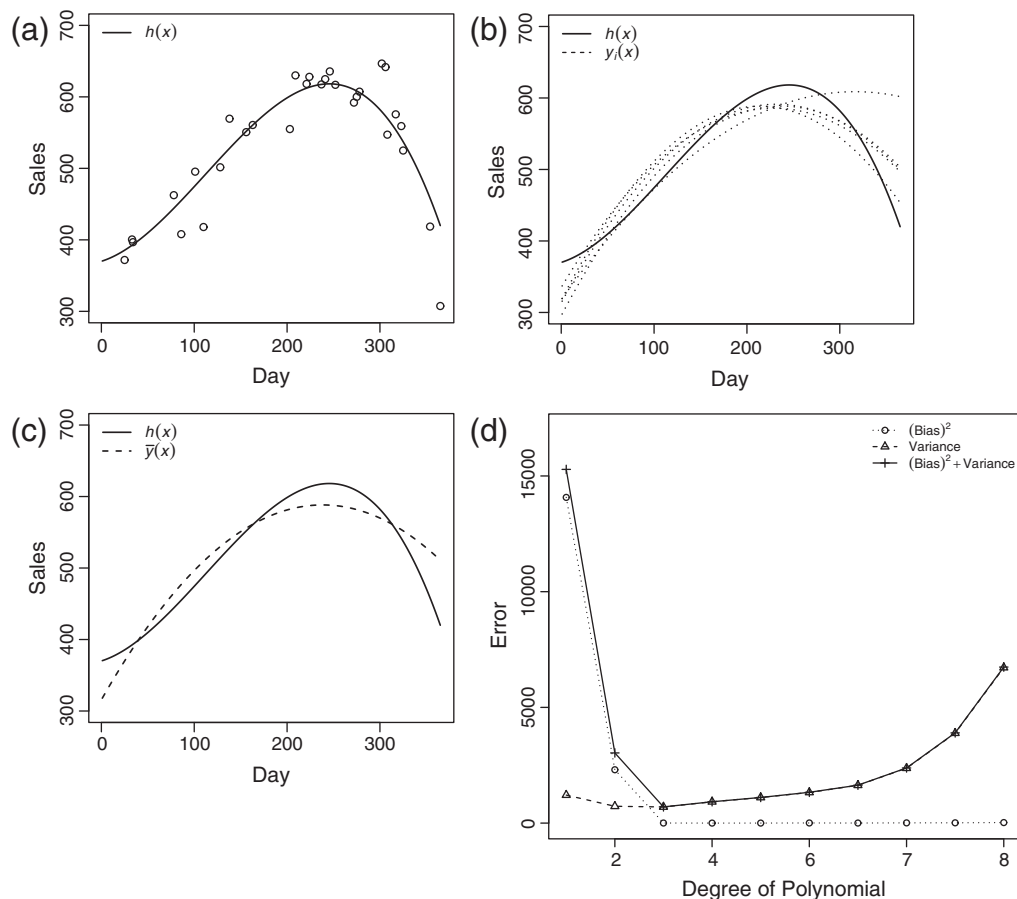 (a)
h(x)
Sales
700
600
500
400
300
0 100 200 300
Day
(b)
h(x)
yᵢ(x)
Sales
700
600
500
400
300
0 100 200 300
Day
(c)
h(x)
y̅(x)
Sales
700
600
500
400
300
0 100 200 300
Day
(d)
(Bias)²
Variance
(Bias)² + Variance
Error
15000
10000
5000
0
2 4 6 7 8
Degree of Polynomial